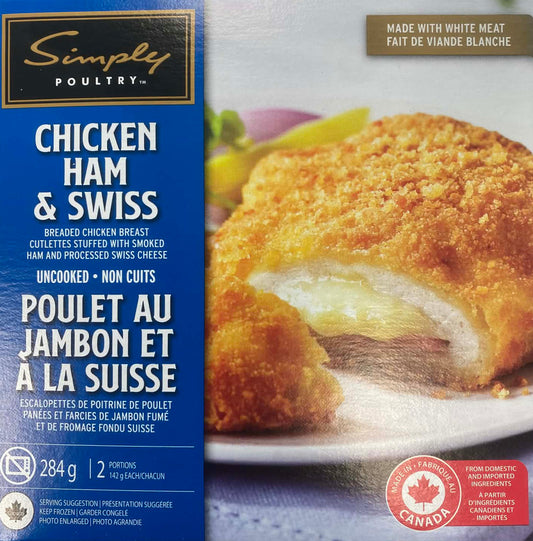 Simply
POULTRY™
MADE WITH WHITE MEAT
FAIT DE VIANDE BLANCHE
CHICKEN
HAM
& SWISS
BREADED CHICKEN BREAST
CUTLETTES STUFFED WITH SMOKED
HAM AND PROCESSED SWISS CHEESE
UNCOOKED • NON CUITS
POULET AU
JAMBON ET
À LA SUISSE
ESCALOPETTES DE POITRINE DE POULET
PANÉES ET FARCIES DE JAMBON FUMÉ
ET DE FROMAGE FONDU SUISSE
284 g
2 PORTIONS
142 g EACH/CHACUN
SERVING SUGGESTION | PRÉSENTATION SUGGÉRÉE
KEEP FROZEN | GARDER CONGELÉ
PHOTO ENLARGED | PHOTO AGRANDIE
MADE IN • FABRIQUÉ AU
CANADA
FROM DOMESTIC
AND IMPORTED
INGREDIENTS
À PARTIR
D'INGRÉDIENTS
CANADIENS ET
IMPORTÉS